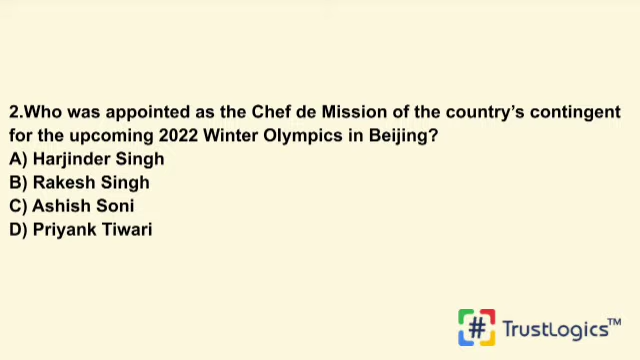 2.Who was appointed as the Chef de Mission of the country’s contingent
for the upcoming 2022 Winter Olympics in Beijing?
A) Harjinder Singh
B) Rakesh Singh
C) Ashish Soni
D) Priyank Tiwari
# TrustLogics™